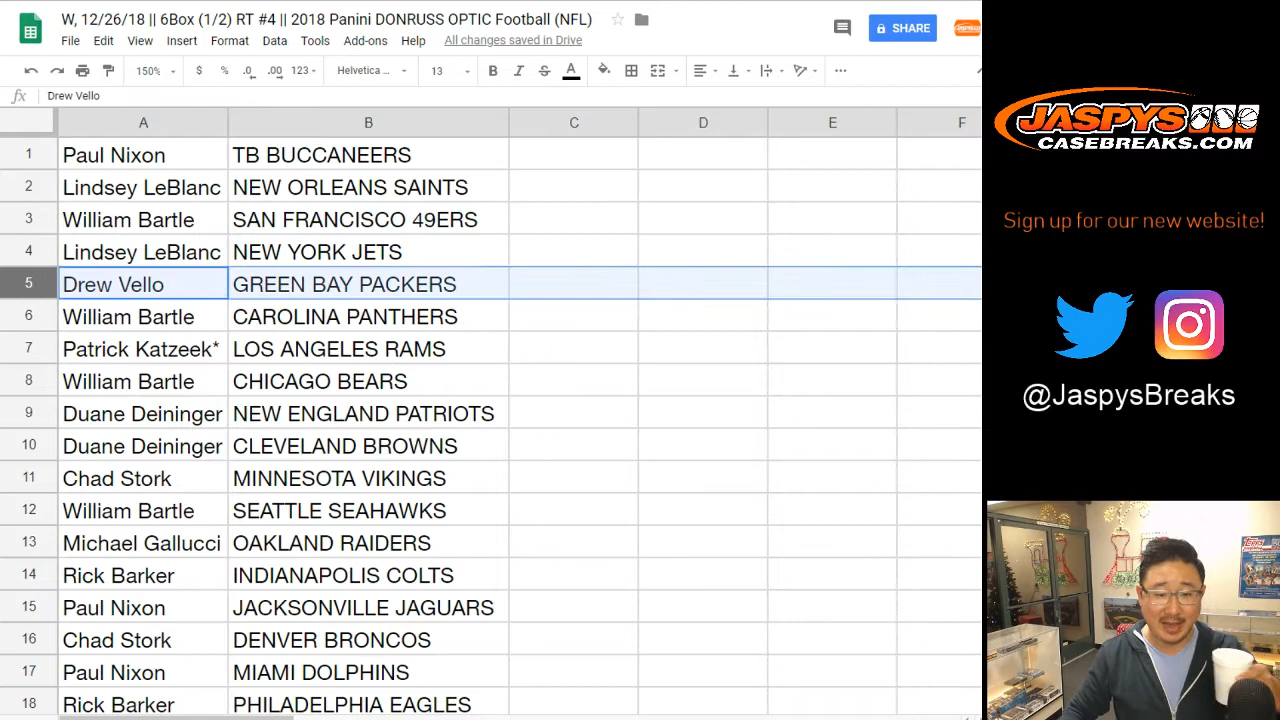 W, 12/26/18 || 6Box (1/2) RT #4 || 2018 Panini DONRUSS OPTIC Football (NFL)
File Edit View Insert Format Data Tools Add-ons Help All changes saved in Drive
SHARE
150% $ % .0 .00 123 Helvetica ... 13 B I S A
fx Drew Vello
A B C D E F
1 Paul Nixon TB BUCCANEERS
2 Lindsey LeBlanc NEW ORLEANS SAINTS
3 William Bartle SAN FRANCISCO 49ERS
4 Lindsey LeBlanc NEW YORK JETS
5 Drew Vello GREEN BAY PACKERS
6 William Bartle CAROLINA PANTHERS
7 Patrick Katzeek* LOS ANGELES RAMS
8 William Bartle CHICAGO BEARS
9 Duane Deininger NEW ENGLAND PATRIOTS
10 Duane Deininger CLEVELAND BROWNS
11 Chad Stork MINNESOTA VIKINGS
12 William Bartle SEATTLE SEAHAWKS
13 Michael Gallucci OAKLAND RAIDERS
14 Rick Barker INDIANAPOLIS COLTS
15 Paul Nixon JACKSONVILLE JAGUARS
16 Chad Stork DENVER BRONCOS
17 Paul Nixon MIAMI DOLPHINS
18 Rick Barker PHILADELPHIA EAGLES
JASPYS
CASEBREAKS.COM
Sign up for our new website!
@JaspysBreaks